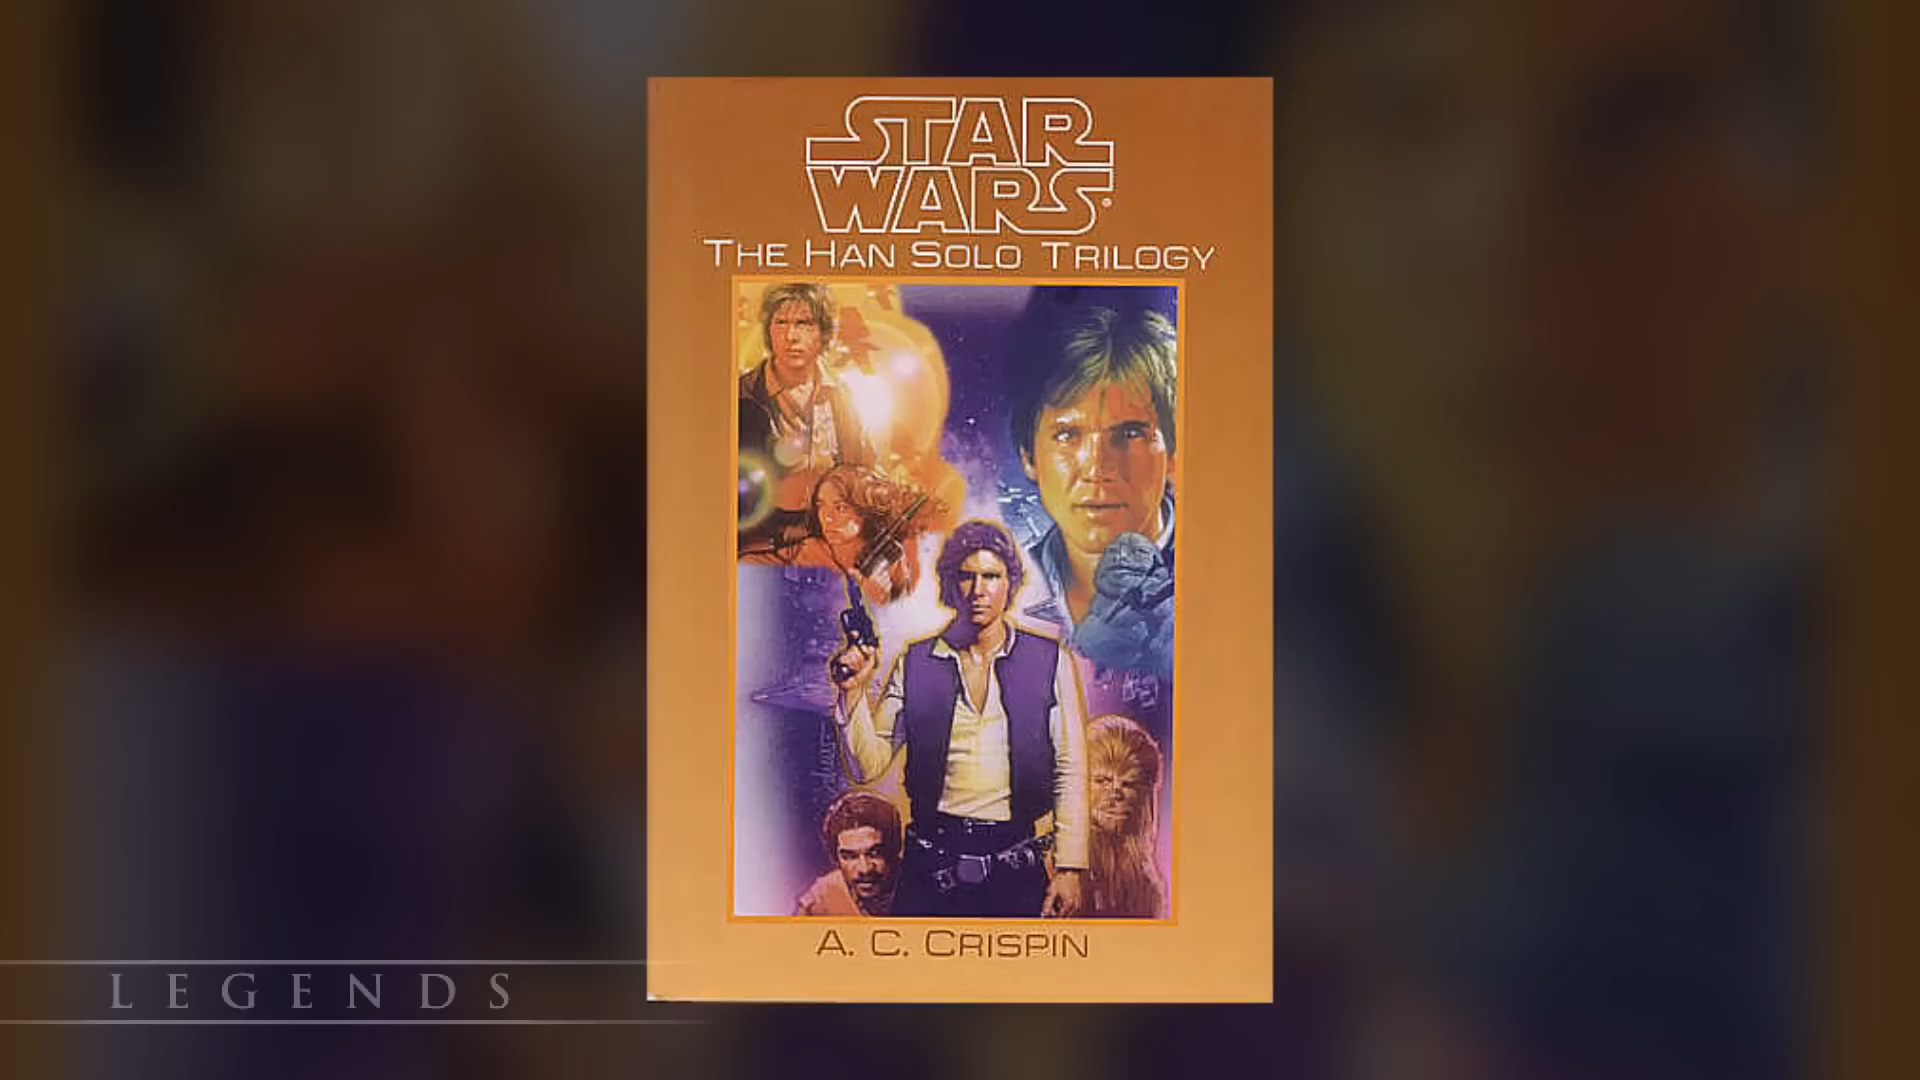 STAR
WARS®
THE HAN SOLO TRILOGY
A. C. CRISPIN
LEGENDS